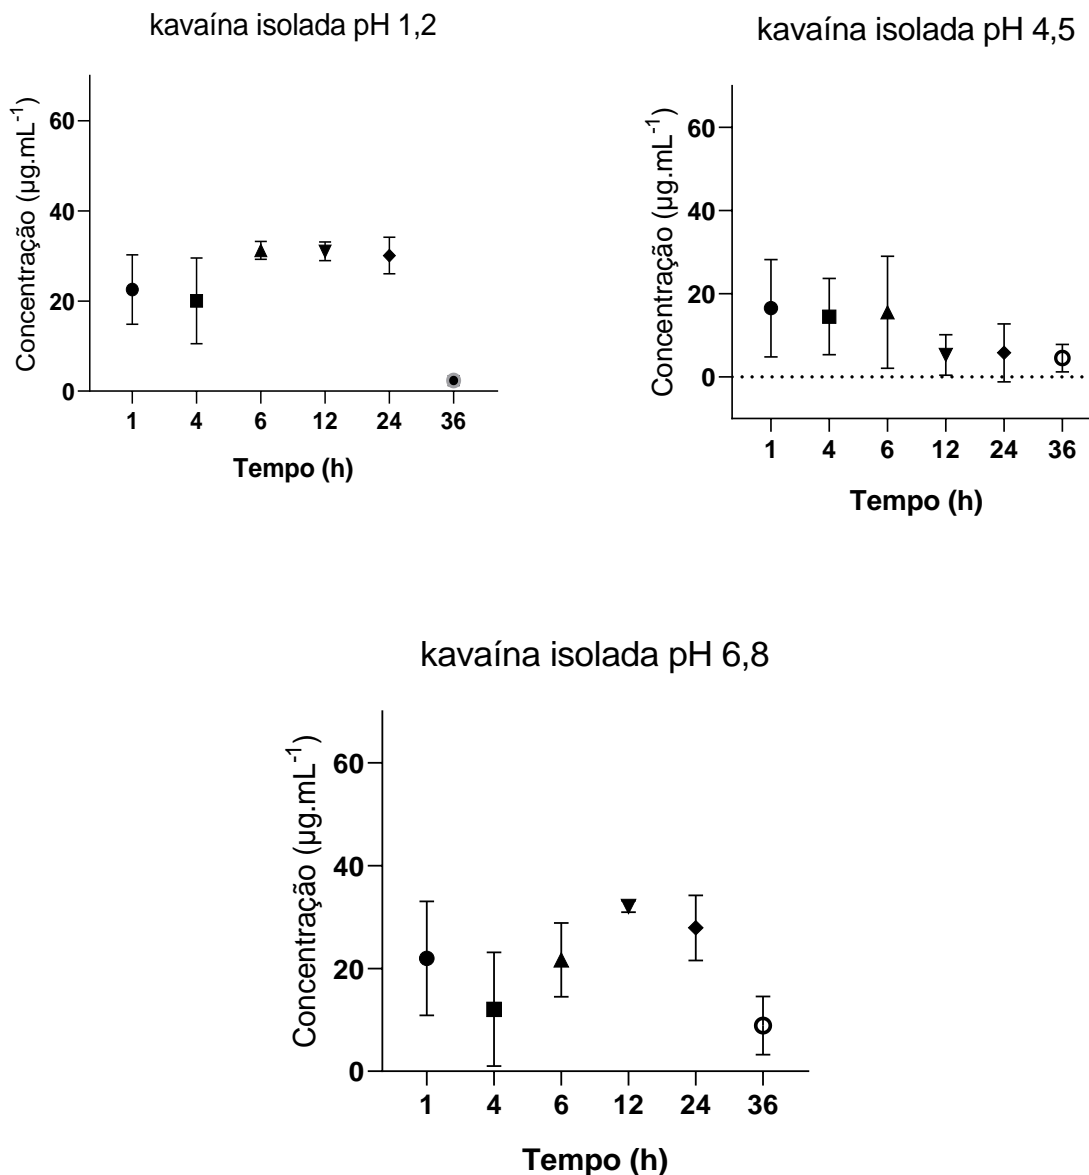 kavaína isolada pH 1,2
Concentração (µg.mL⁻¹)
60
40
20
0
1 4 6 12 24 36
Tempo (h)
kavaína isolada pH 4,5
Concentração (µg.mL⁻¹)
60
40
20
0
1 4 6 12 24 36
Tempo (h)
kavaína isolada pH 6,8
Concentração (µg.mL⁻¹)
60
40
20
0
1 4 6 12 24 36
Tempo (h)